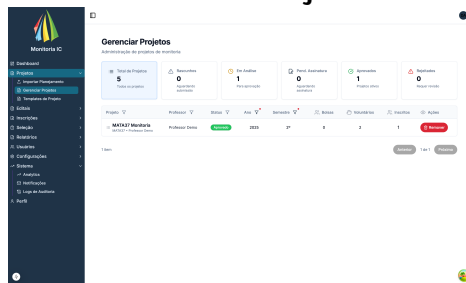 Monitoria IC
Dashboard
Projetos
Importar Planejamento
Gerenciar Projetos
Templates de Projeto
Editais
Inscrições
Seleção
Relatórios
Usuários
Configurações
Sistema
Analytics
Notificações
Logs de Auditoria
Perfil
Gerenciar Projetos
Administração de projetos de monitoria
Total de Projetos
5
Todos os projetos
Rascunhos
0
Aguardando submissão
Em Análise
1
Para aprovação
Pend. Assinatura
0
Aguardando assinatura
Aprovados
1
Projetos ativos
Rejeitados
0
Requer revisão
Projeto Professor Status Ano Semestre Bolsas Voluntários Inscritos Ações
MATA37 Monitoria Professor Demo Aprovado 2025 2º 0 2 1 Remover
MATA37 • Professor Demo
1 item
Anterior 1 de 1 Próximo